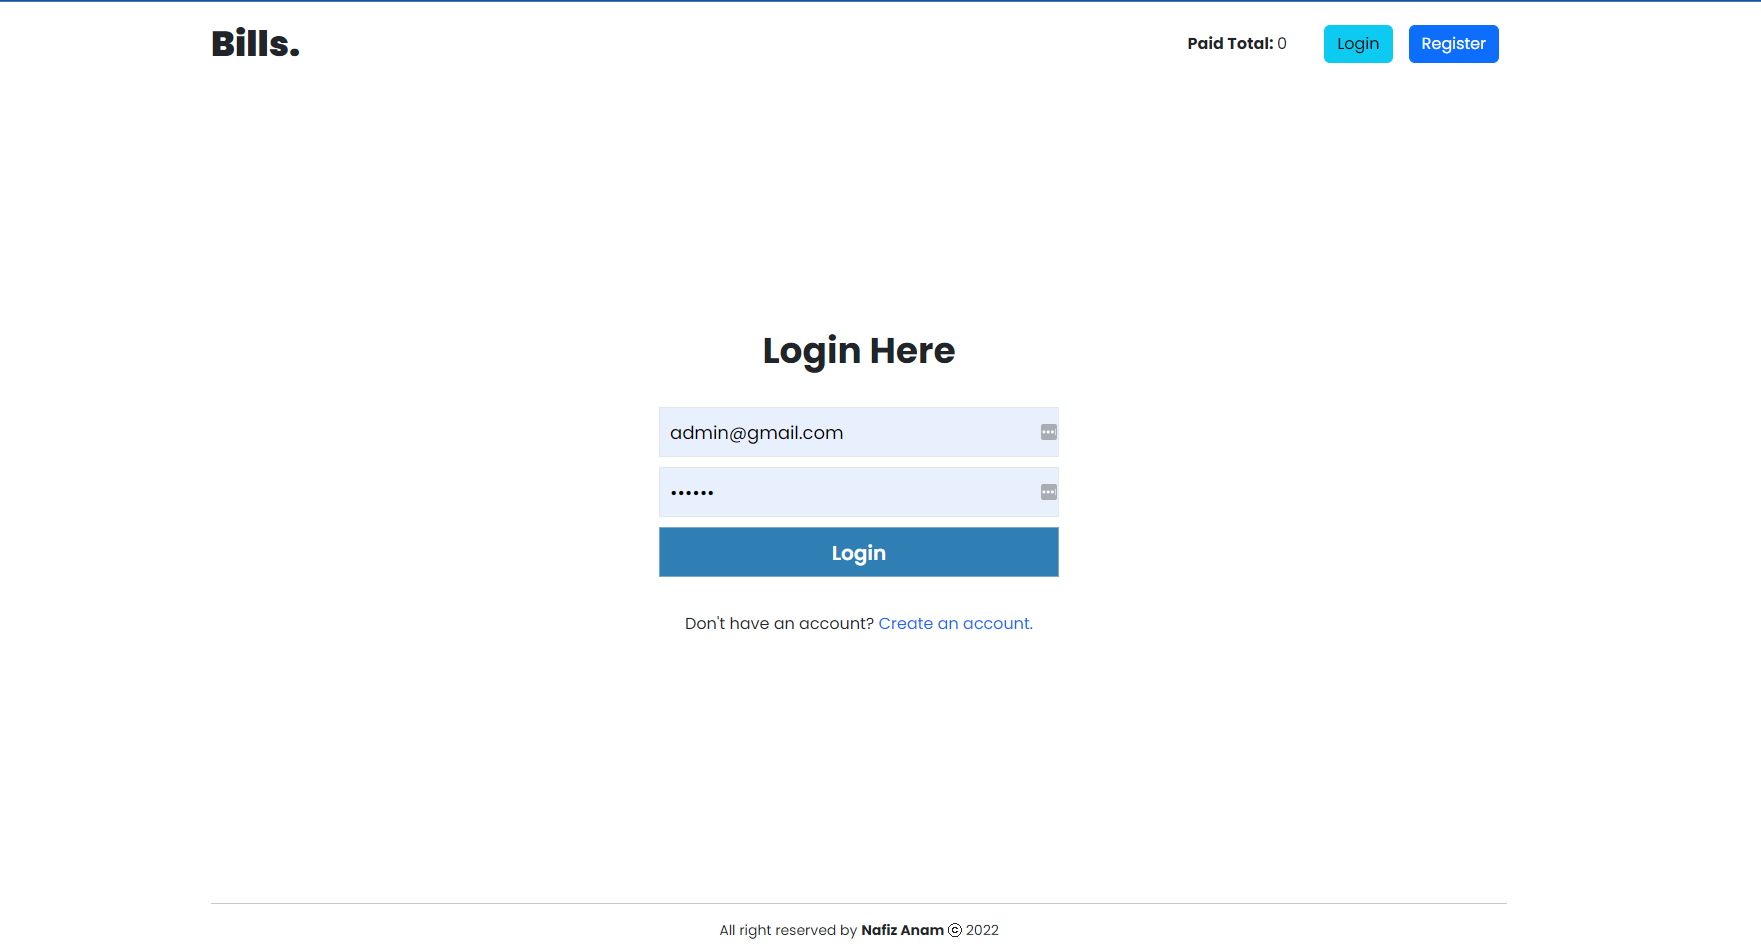 Bills.
Paid Total: 0
Login
Register
Login Here
admin@gmail.com
••••••
Login
Don't have an account? Create an account.
All right reserved by Nafiz Anam ⓒ 2022